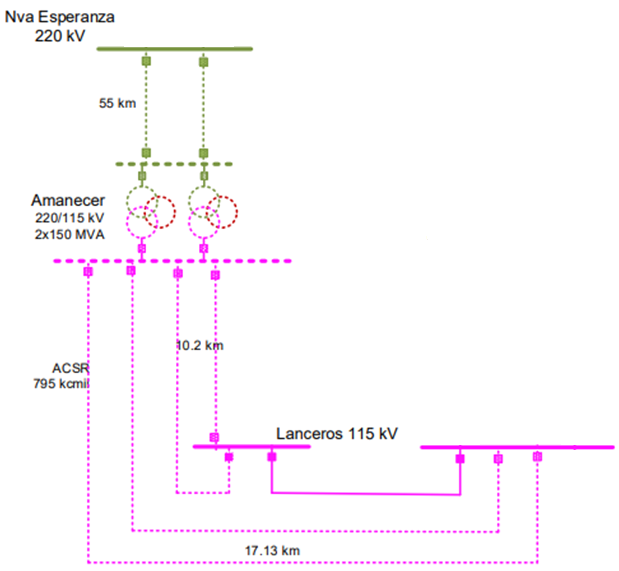 Nva Esperanza
220 kV
55 km
Amanecer
220/115 kV
2x150 MVA
10.2 km
ACSR
795 kcmil
Lanceros 115 kV
17.13 km